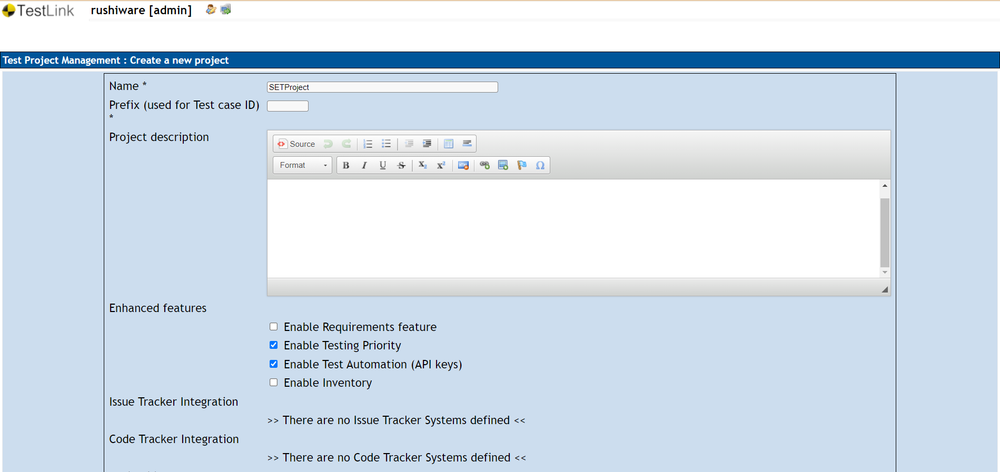 TestLink rushiware [admin]
Test Project Management : Create a new project
Name * SETProject
Prefix (used for Test case ID)
*
Project description
Source
Format B I U S X2 X2 HTML Ω
Enhanced features
Enable Requirements feature
Enable Testing Priority
Enable Test Automation (API keys)
Enable Inventory
Issue Tracker Integration
>> There are no Issue Tracker Systems defined <<
Code Tracker Integration
>> There are no Code Tracker Systems defined <<